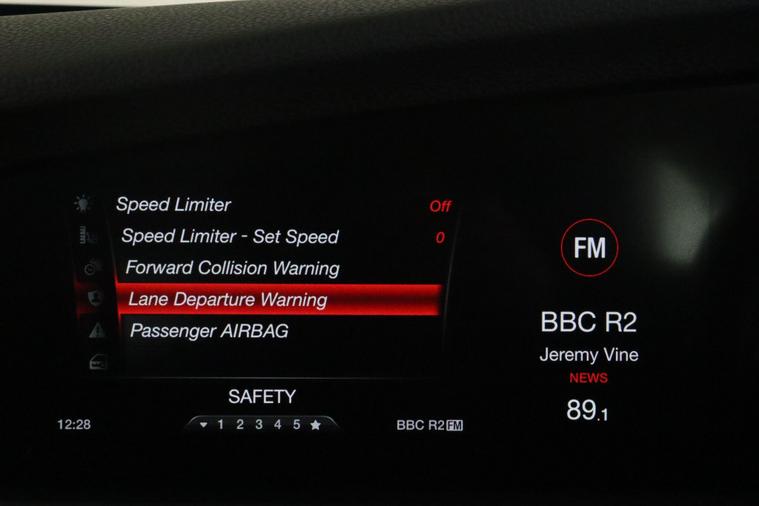 Speed Limiter Off
Speed Limiter - Set Speed 0
Forward Collision Warning
Lane Departure Warning
Passenger AIRBAG
SAFETY
12:28
1 2 3 4 5
BBC R2 FM
FM
BBC R2
Jeremy Vine
NEWS
89.1